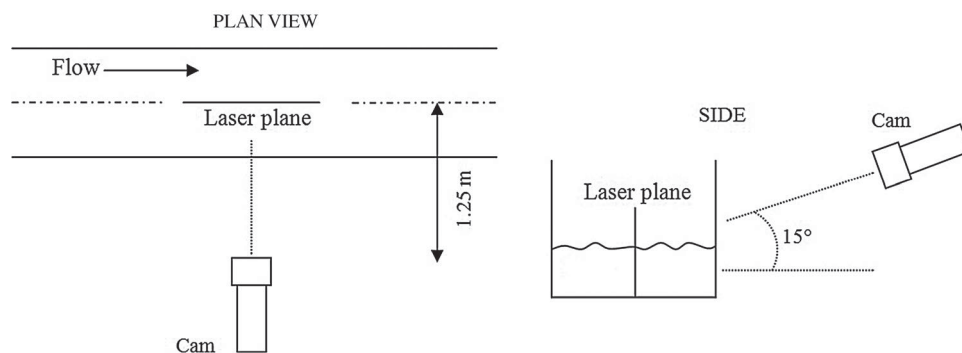 PLAN VIEW
Flow
Laser plane
1.25 m
Cam
SIDE
Cam
Laser plane
15°